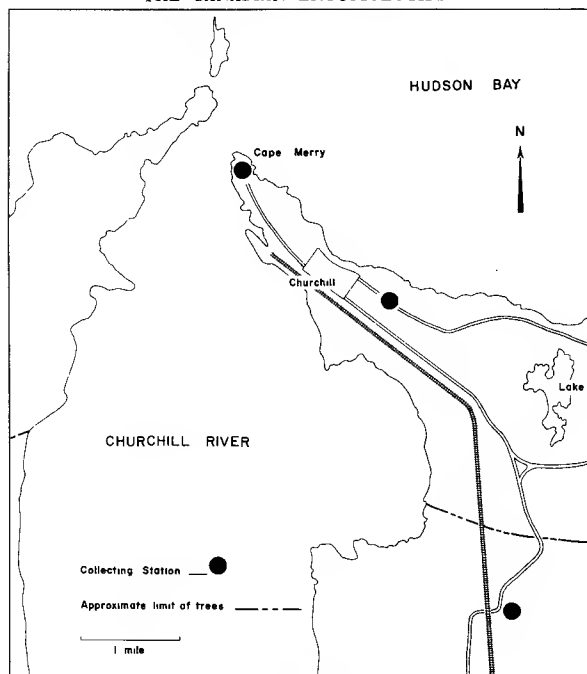 HUDSON BAY
N
Cape Merry
Churchill
Lake
CHURCHILL RIVER
Collecting Station
Approximate limit of trees
1 mile